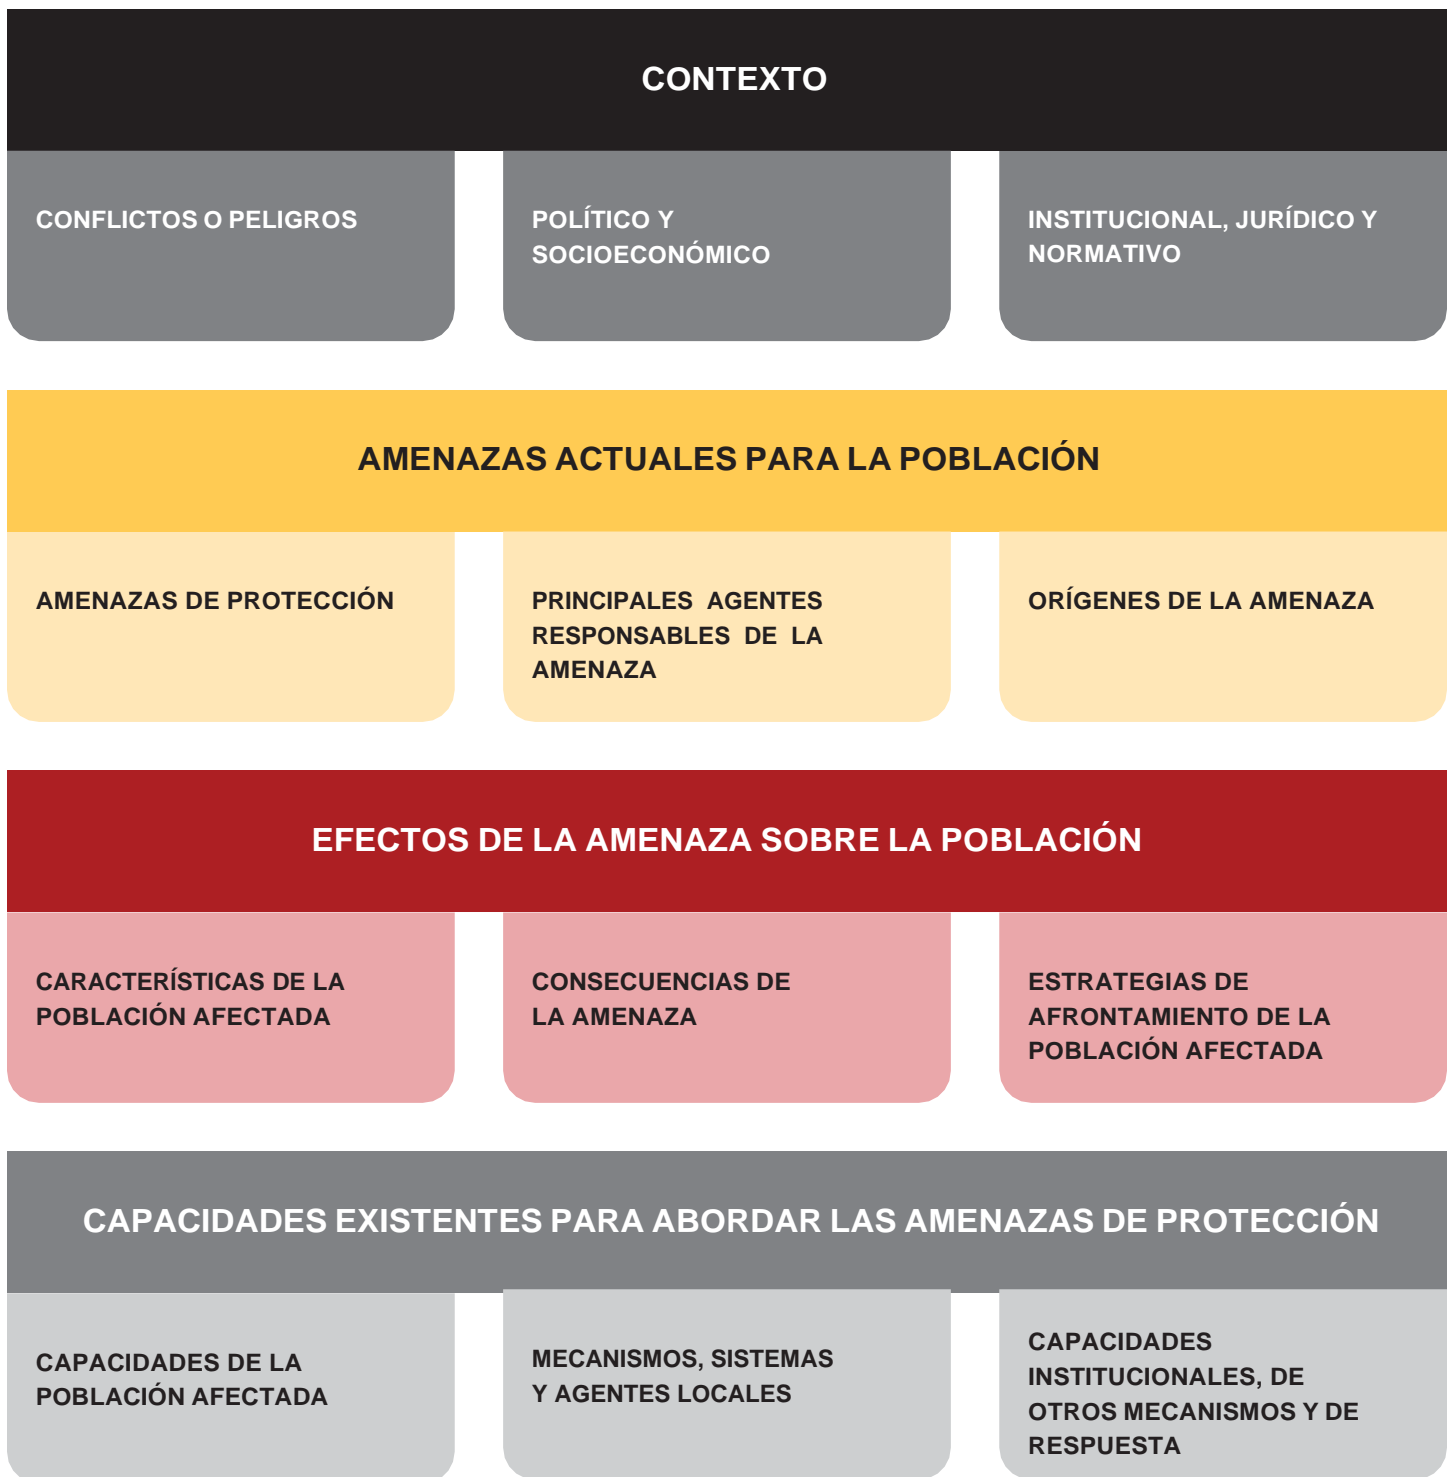 CONTEXTO
CONFLICTOS O PELIGROS
POLÍTICO Y
SOCIOECONÓMICO
INSTITUCIONAL, JURÍDICO Y
NORMATIVO
AMENAZAS ACTUALES PARA LA POBLACIÓN
AMENAZAS DE PROTECCIÓN
PRINCIPALES AGENTES
RESPONSABLES DE LA
AMENAZA
ORÍGENES DE LA AMENAZA
EFECTOS DE LA AMENAZA SOBRE LA POBLACIÓN
CARACTERÍSTICAS DE LA
POBLACIÓN AFECTADA
CONSECUENCIAS DE
LA AMENAZA
ESTRATEGIAS DE
AFRONTAMIENTO DE LA
POBLACIÓN AFECTADA
CAPACIDADES EXISTENTES PARA ABORDAR LAS AMENAZAS DE PROTECCIÓN
CAPACIDADES DE LA
POBLACIÓN AFECTADA
MECANISMOS, SISTEMAS
Y AGENTES LOCALES
CAPACIDADES
INSTITUCIONALES, DE
OTROS MECANISMOS Y DE
RESPUESTA